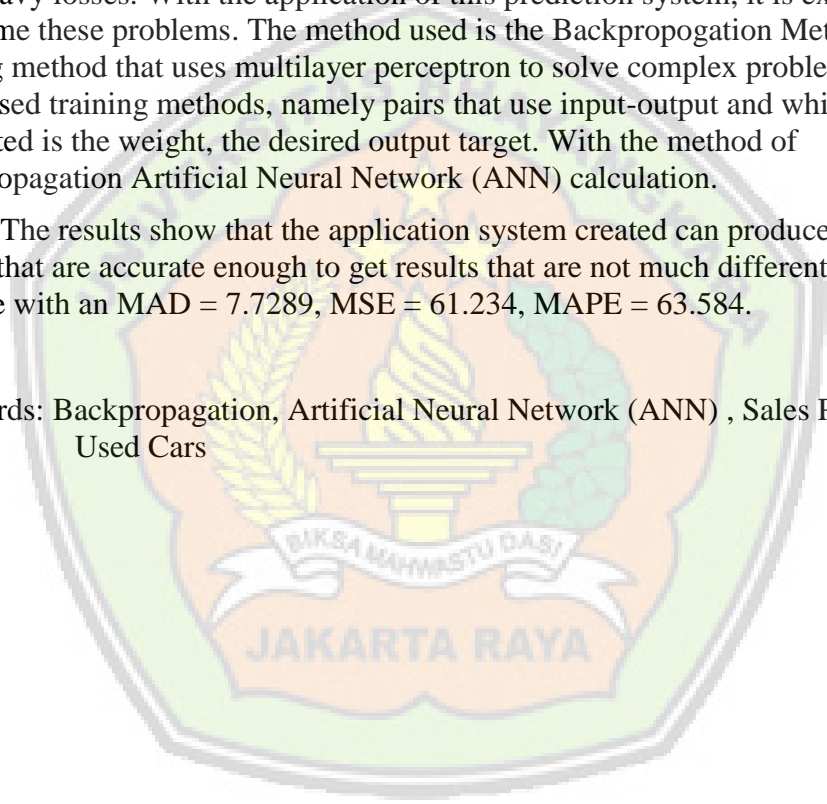 avy losses. With the application of this prediction system, it is ex
me these problems. The method used is the Backpropogation Met
g method that uses multilayer perceptron to solve complex proble
sed training methods, namely pairs that use input-output and whi
ted is the weight, the desired output target. With the method of
opagation Artificial Neural Network (ANN) calculation.
The results show that the application system created can produce
that are accurate enough to get results that are not much different
e with an MAD = 7.7289, MSE = 61.234, MAPE = 63.584.
rds: Backpropagation, Artificial Neural Network (ANN) , Sales F
Used Cars
UNIVERSITAS BHAYANGKARA
BIKSA MAHWASTU DASI
JAKARTA RAYA